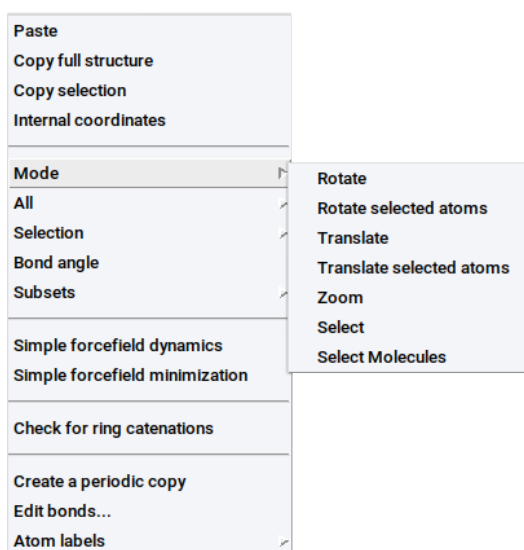 Paste
Copy full structure
Copy selection
Internal coordinates
Mode
All
Selection
Bond angle
Subsets
Simple forcefield dynamics
Simple forcefield minimization
Check for ring catenations
Create a periodic copy
Edit bonds...
Atom labels
Rotate
Rotate selected atoms
Translate
Translate selected atoms
Zoom
Select
Select Molecules